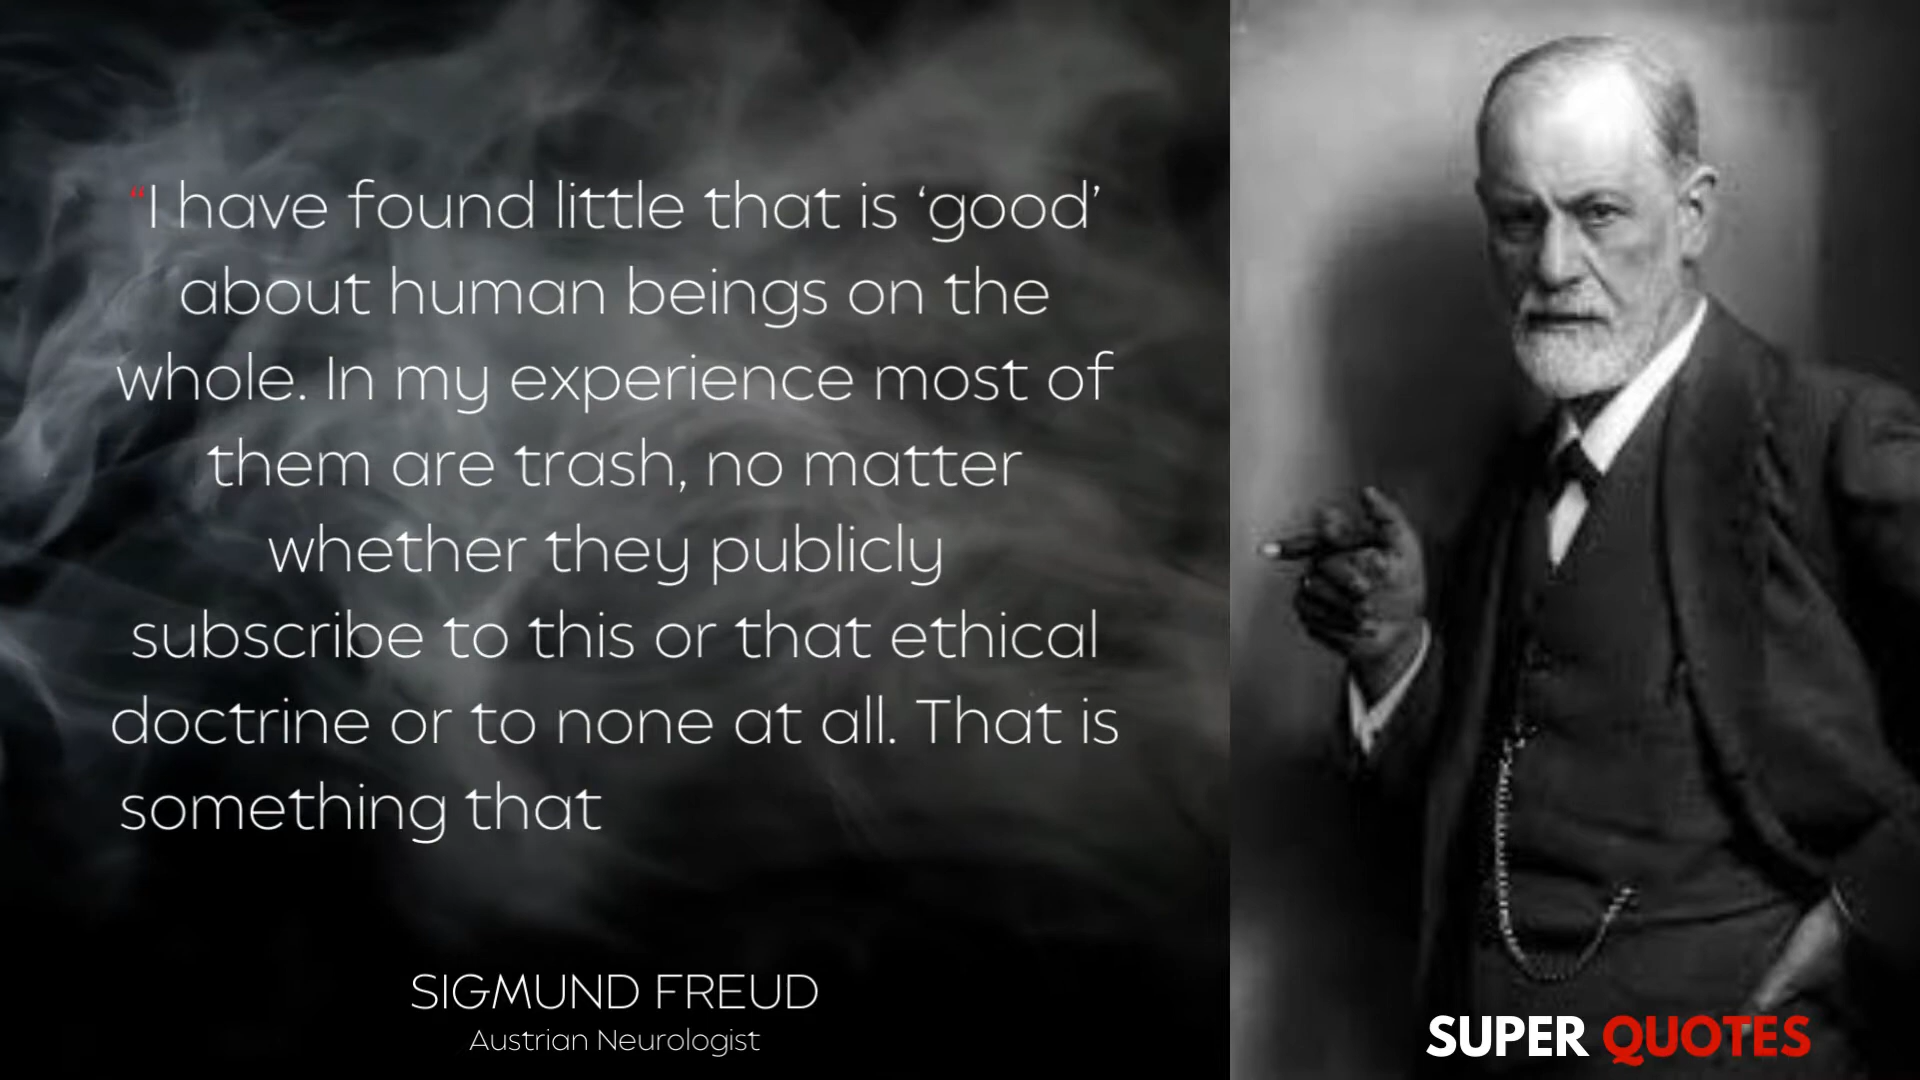 “I have found little that is ‘good’
about human beings on the
whole. In my experience most of
them are trash, no matter
whether they publicly
subscribe to this or that ethical
doctrine or to none at all. That is
something that
SIGMUND FREUD
Austrian Neurologist
SUPER QUOTES